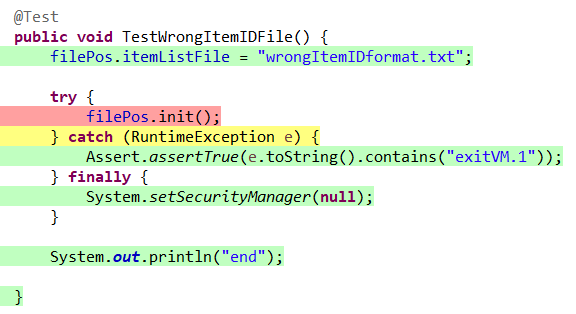 @Test
public void TestWrongItemIDFile() {
    filePos.itemListFile = "wrongItemIDformat.txt";
    try {
        filePos.init();
    } catch (RuntimeException e) {
        Assert.assertTrue(e.toString().contains("exitVM.1"));
    } finally {
        System.setSecurityManager(null);
    }
    System.out.println("end");
}